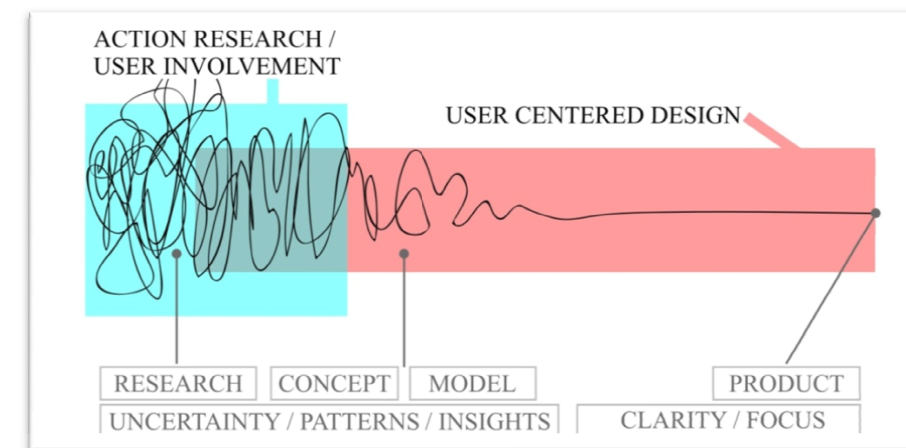 ACTION RESEARCH /
USER INVOLVEMENT
USER CENTERED DESIGN
RESEARCH
CONCEPT
MODEL
PRODUCT
UNCERTAINTY / PATTERNS / INSIGHTS
CLARITY / FOCUS